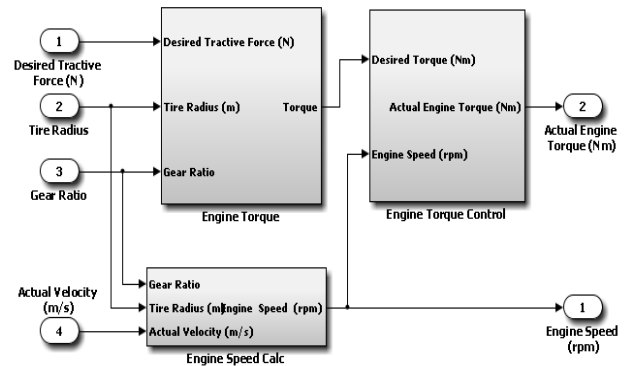 1
Desired Tractive
Force (N)
2
Tire Radius
3
Gear Ratio
Desired Tractive Force (N)
Tire Radius (m)
Torque
Gear Ratio
Engine Torque
Desired Torque (Nm)
Actual Engine Torque (Nm)
Engine Speed (rpm)
Engine Torque Control
2
Actual Engine
Torque (Nm)
Actual Velocity
(m/s)
4
Gear Ratio
Tire Radius (m)
Engine Speed (rpm)
Actual Velocity (m/s)
Engine Speed Calc
1
Engine Speed
(rpm)